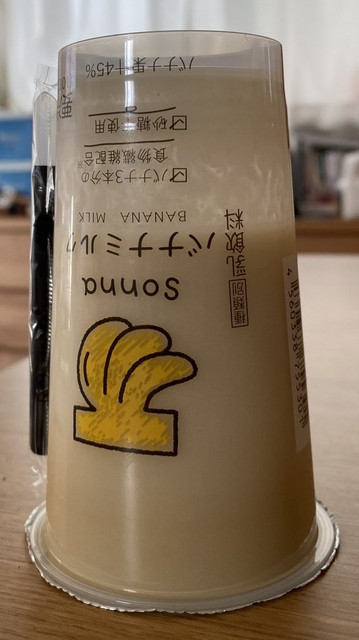 sonna
バナナミルク
BANANA MILK
種類別
乳飲料
☑バナナ3本分の
食物繊維配合
☑砂糖不使用
バナナ果汁45%